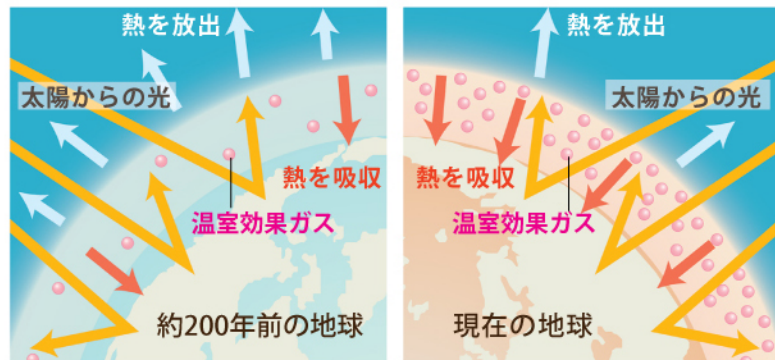 熱を放出
太陽からの光
熱を吸収
温室効果ガス
約200年前の地球
熱を放出
太陽からの光
熱を吸収
温室効果ガス
現在の地球